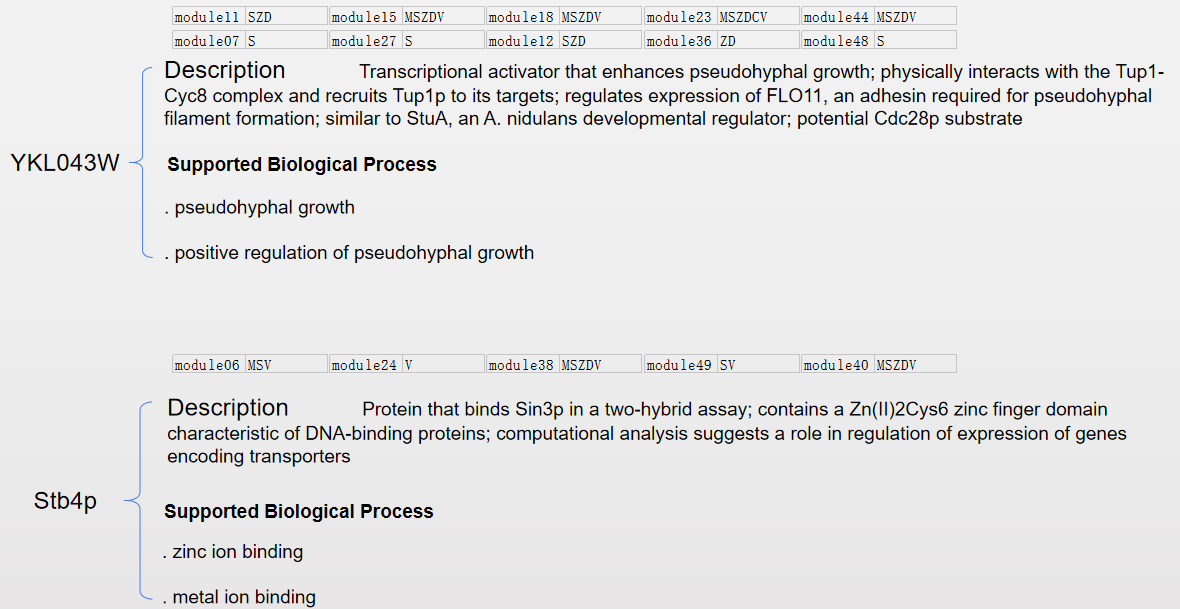 module11 SZD module15 MSZDV module18 MSZDV module23 MSZDCV module44 MSZDV
module07 S module27 S module12 SZD module36 ZD module48 S
Description Transcriptional activator that enhances pseudohyphal growth; physically interacts with the Tup1-
Cyc8 complex and recruits Tup1p to its targets; regulates expression of FLO11, an adhesin required for pseudohyphal
filament formation; similar to StuA, an A. nidulans developmental regulator; potential Cdc28p substrate
YKL043W
Supported Biological Process
. pseudohyphal growth
. positive regulation of pseudohyphal growth
module06 MSV module24 V module38 MSZDV module49 SV module40 MSZDV
Description Protein that binds Sin3p in a two-hybrid assay; contains a Zn(II)2Cys6 zinc finger domain
characteristic of DNA-binding proteins; computational analysis suggests a role in regulation of expression of genes
encoding transporters
Stb4p
Supported Biological Process
. zinc ion binding
. metal ion binding